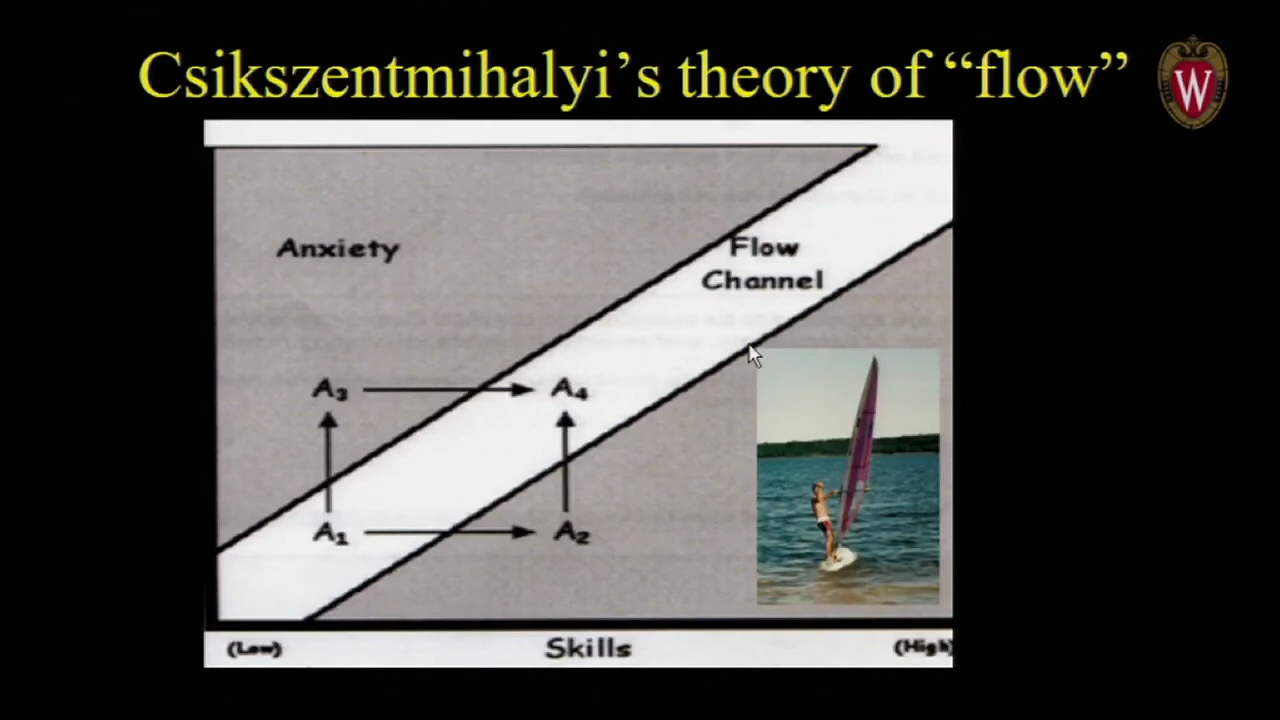 Csikszentmihalyi’s theory of “flow”
W
Anxiety
Flow
Channel
A₃
A₄
A₁
A₂
(Low)
Skills
(High)